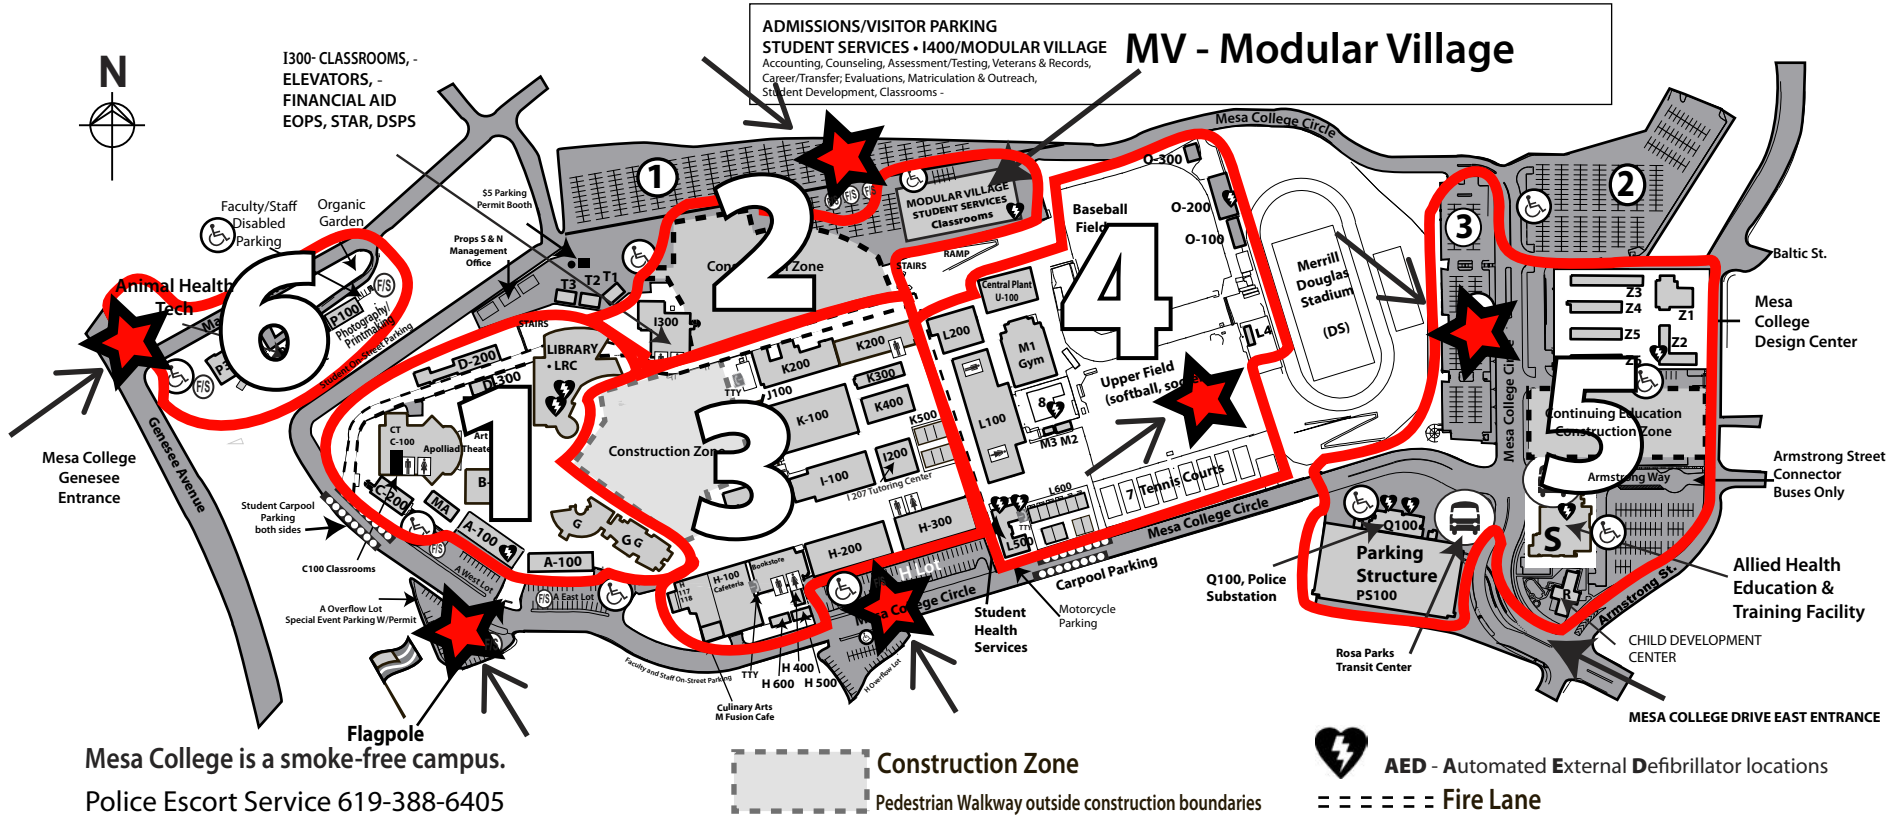 ADMISSIONS/VISITOR PARKING
STUDENT SERVICES • I400/MODULAR VILLAGE
Accounting, Counseling, Assessment/Testing, Veterans & Records,
Career/Transfer; Evaluations, Matriculation & Outreach,
Student Development, Classrooms -
MV - Modular Village
N
I300- CLASSROOMS, -
ELEVATORS, -
FINANCIAL AID
EOPS, STAR, DSPS
Mesa College Circle
1
2
3
2
4
O-300
O-200
O-100
MODULAR VILLAGE
STUDENT SERVICES
Classrooms
F/S
F/S
Baseball
Field
$5 Parking
Permit Booth
Faculty/Staff
Disabled
Parking
Organic
Garden
Props S & N
Management
Office
T3
T2
T1
STAIRS
RAMP
Zone
Merrill
Douglas
Stadium
(DS)
Baltic St.
Z3
Z4
Z5
Z1
Z2
Mesa
College
Design Center
Animal Health
Tech
6
F/S
P100
Photography/
Printmaking
Student On-Street Parking
F/S
STAIRS
I300
Central Plant
U-100
L200
M1
Gym
L4
Upper Field
(softball,
LIBRARY
• LRC
D-200
DL300
K200
K200
K300
K400
K500
K-100
J100
TTY
L100
8
M3
M2
Mesa College
Genesee
Entrance
Genesee Avenue
CT
C-100
Apolliad
Art
1
3
Construction
I-100
I200
I 207 Tutoring Center
7 Tennis Courts
5
Continuing Education
Construction Zone
Armstrong Way
Armstrong Street
Connector
Buses Only
Student Carpool
Parking
both sides
C-200
MA
A-100
F/S
G
G G
A-100
H-200
H-300
L600
TTY
L500
Mesa College Circle
Carpool Parking
Q100
Parking
Structure
PS100
S
R
Armstrong St.
C100 Classrooms
A West Lot
A East Lot
F/S
H
117
118
H-100
Cafeteria
Bookstore
H Lot
A Overflow Lot
Special Event Parking W/Permit
Student
Health
Services
Motorcycle
Parking
Q100, Police
Substation
Rosa Parks
Transit Center
Allied Health
Education &
Training Facility
CHILD DEVELOPMENT
CENTER
Faculty and Staff On-Street Parking
TTY
H 600
H 400
H 500
H Overflow Lot
Culinary Arts
M Fusion Cafe
MESA COLLEGE DRIVE EAST ENTRANCE
Flagpole
Mesa College is a smoke-free campus.
Police Escort Service 619-388-6405
Construction Zone
Pedestrian Walkway outside construction boundaries
AED - Automated External Defibrillator locations
Fire Lane